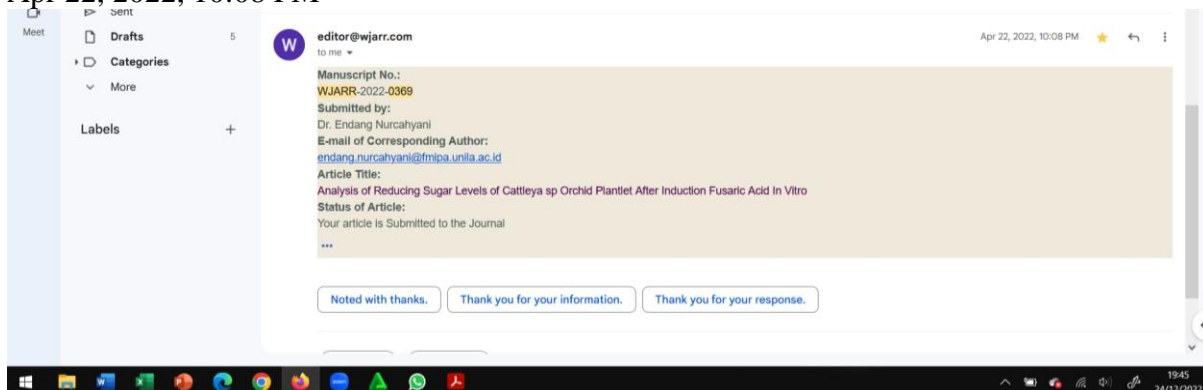 Apr 22, 2022, 10:08 PM
Sent
Meet
Drafts 5
Categories
More
Labels +
W
editor@wjarr.com
Apr 22, 2022, 10:08 PM
to me
Manuscript No.:
WJARR-2022-0369
Submitted by:
Dr. Endang Nurcahyani
E-mail of Corresponding Author:
endang.nurcahyani@fmipa.unila.ac.id
Article Title:
Analysis of Reducing Sugar Levels of Cattleya sp Orchid Plantlet After Induction Fusaric Acid In Vitro
Status of Article:
Your article is Submitted to the Journal
...
Noted with thanks. Thank you for your information. Thank you for your response.
19:45